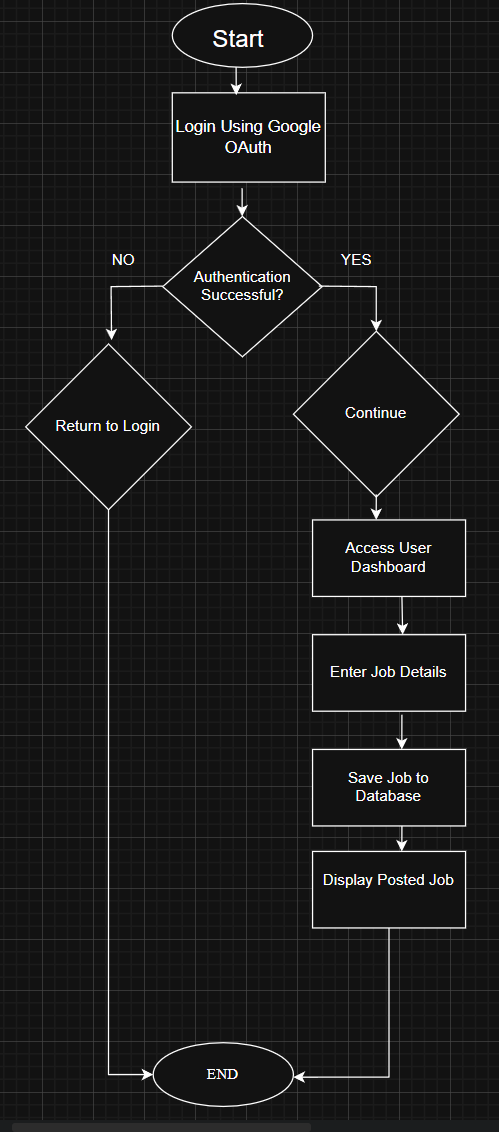 Start
Login Using Google
OAuth
NO
YES
Authentication
Successful?
Return to Login
Continue
Access User
Dashboard
Enter Job Details
Save Job to
Database
Display Posted Job
END